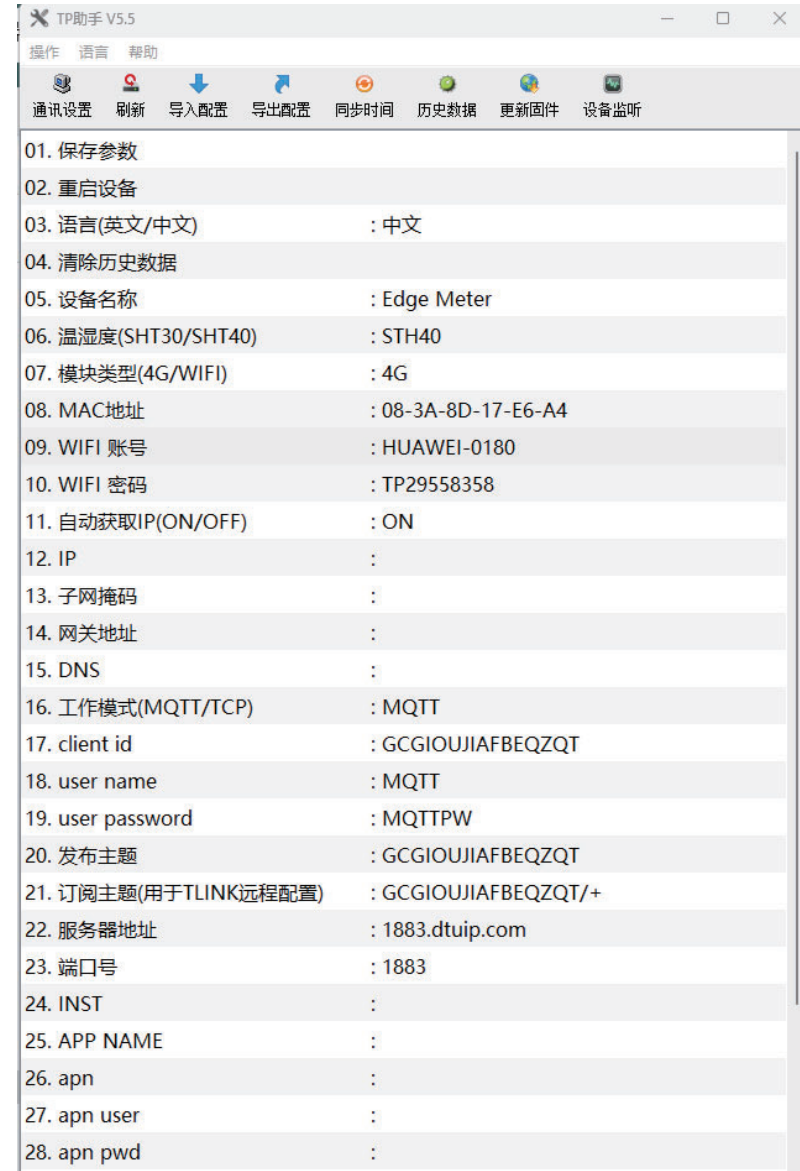 TP助手 V5.5
操作 语言 帮助
通讯设置 刷新 导入配置 导出配置 同步时间 历史数据 更新固件 设备监听
01. 保存参数
02. 重启设备
03. 语言(英文/中文) : 中文
04. 清除历史数据
05. 设备名称 : Edge Meter
06. 温湿度(SHT30/SHT40) : STH40
07. 模块类型(4G/WIFI) : 4G
08. MAC地址 : 08-3A-8D-17-E6-A4
09. WIFI 账号 : HUAWEI-0180
10. WIFI 密码 : TP29558358
11. 自动获取IP(ON/OFF) : ON
12. IP :
13. 子网掩码 :
14. 网关地址 :
15. DNS :
16. 工作模式(MQTT/TCP) : MQTT
17. client id : GCGIOUJIAFBEQZQT
18. user name : MQTT
19. user password : MQTTPW
20. 发布主题 : GCGIOUJIAFBEQZQT
21. 订阅主题(用于TLINK远程配置) : GCGIOUJIAFBEQZQT/+
22. 服务器地址 : 1883.dtuip.com
23. 端口号 : 1883
24. INST :
25. APP NAME :
26. apn :
27. apn user :
28. apn pwd :